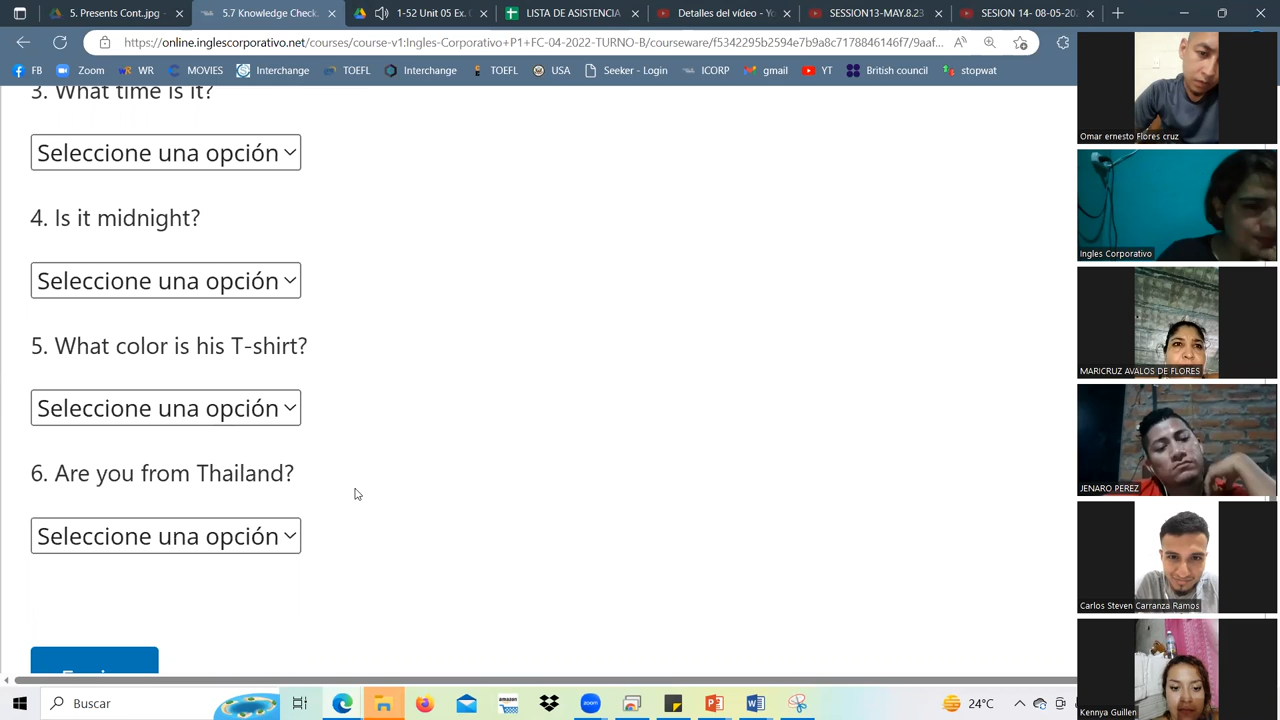 5. Presents Cont..jpg -
5.7 Knowledge Check.
1-52 Unit 05 Ex.
LISTA DE ASISTENCIA
Detalles del vídeo - Yo
SESSION13-MAY.8.23
SESION 14- 08-05-20
https://online.inglescorporativo.net/courses/course-v1:Ingles-Corporativo+P1+FC-04-2022-TURNO-B/courseware/f5342295b2594e7b9a8c7178846146f7/9aaf...
FB
Zoom
WR
MOVIES
Interchange
TOEFL
Interchange
TOEFL
USA
Seeker - Login
ICORP
gmail
YT
British council
stopwat
3. What time is it?
Seleccione una opción
4. Is it midnight?
Seleccione una opción
5. What color is his T-shirt?
Seleccione una opción
6. Are you from Thailand?
Seleccione una opción
Omar ernesto Flores cruz
Ingles Corporativo
MARICRUZ AVALOS DE FLORES
JENARO PEREZ
Carlos Steven Carranza Ramos
Kennya Guillen
Buscar
24°C